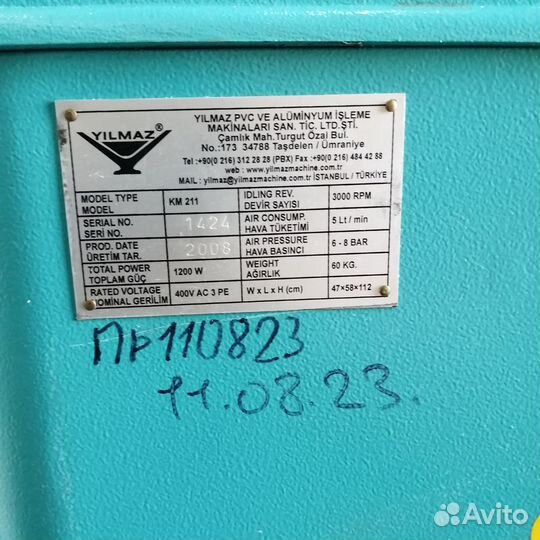 YILMAZ®
YILMAZ PVC VE ALÜMİNYUM İŞLEME
MAKİNALARI SAN. TİC. LTD.ŞTİ.
Çamlık Mah.Turgut Özal Bul.
No.:173 34788 Taşdelen / Ümraniye
Tel :+90(0 216) 312 28 28 (PBX) Fax :+90(0 216) 484 42 88
web : www.yilmazmachine.com.tr
MAIL : yilmaz@yilmazmachine.com.tr İSTANBUL / TÜRKİYE
MODEL TYPE KM 211 IDLING REV. 3000 RPM
MODEL DEVİR SAYISI
SERIAL NO. 1424 AIR CONSUMP. 5 Lt / min
SERİ NO. HAVA TÜKETİMİ
PROD. DATE 2008 AIR PRESSURE 6 - 8 BAR
ÜRETİM TAR. HAVA BASINCI
TOTAL POWER 1200 W WEIGHT 60 KG.
TOPLAM GÜÇ AĞIRLIK
RATED VOLTAGE 400V AC 3 PE W x L x H (cm) 47×58×112
NOMİNAL GERİLİM
110823
11.08.23.
Avito